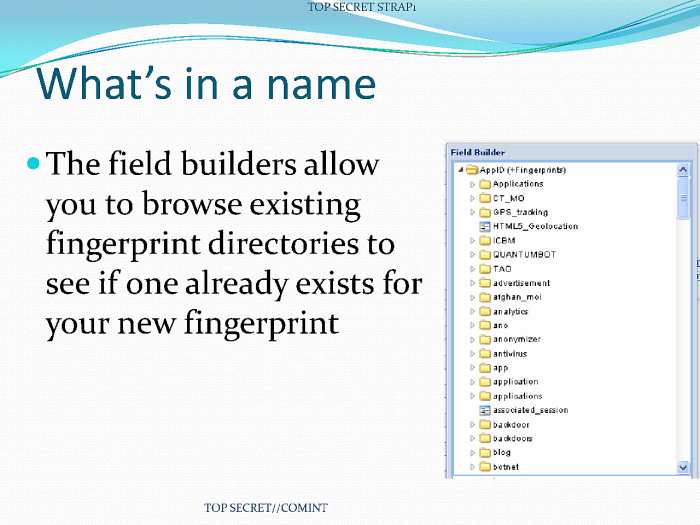 TOP SECRET STRAP1
What's in a name
The field builders allow
you to browse existing
fingerprint directories to
see if one already exists for
your new fingerprint
Field Builder
AppID (+Fingerprints)
Applications
CT_MO
GPS_tracking
HTML5_Geolocation
ICBM
QUANTUMBOT
TAO
advertisement
afghan_moi
analytics
ano
anonymizer
antivirus
app
application
applications
associated_session
backdoor
backdoors
blog
botnet
TOP SECRET//COMINT